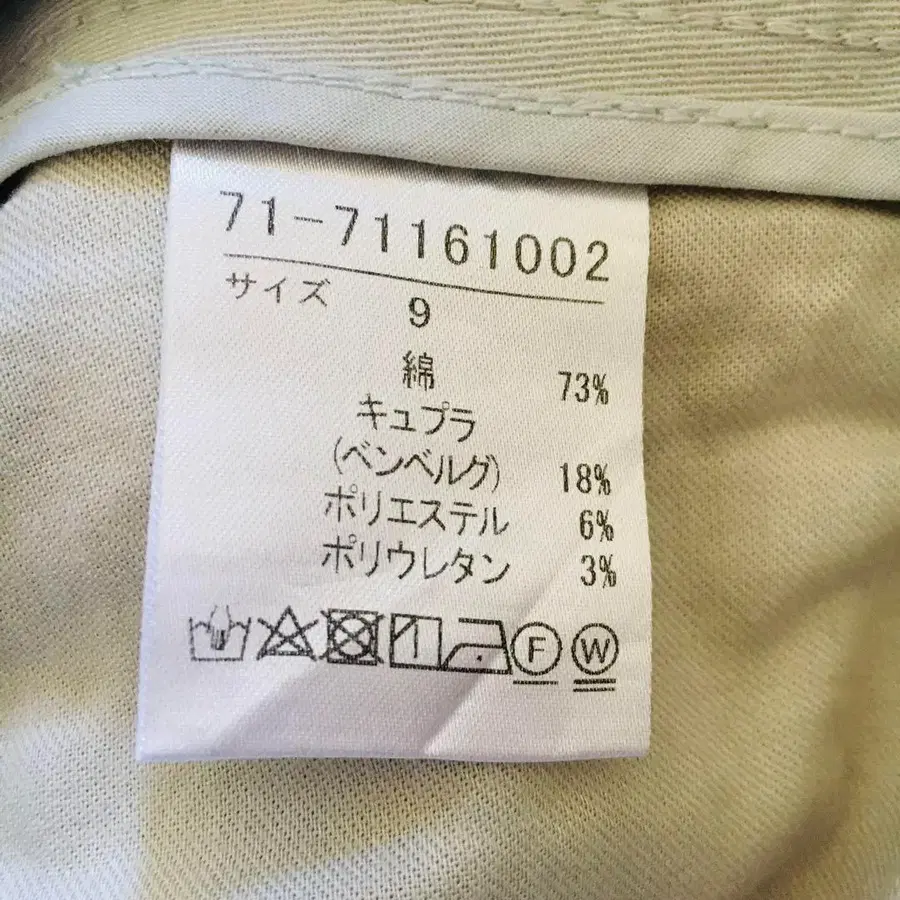 71-71161002
サイズ 9
綿 73%
キュプラ
(ベンベルグ) 18%
ポリエステル 6%
ポリウレタン 3%
F W